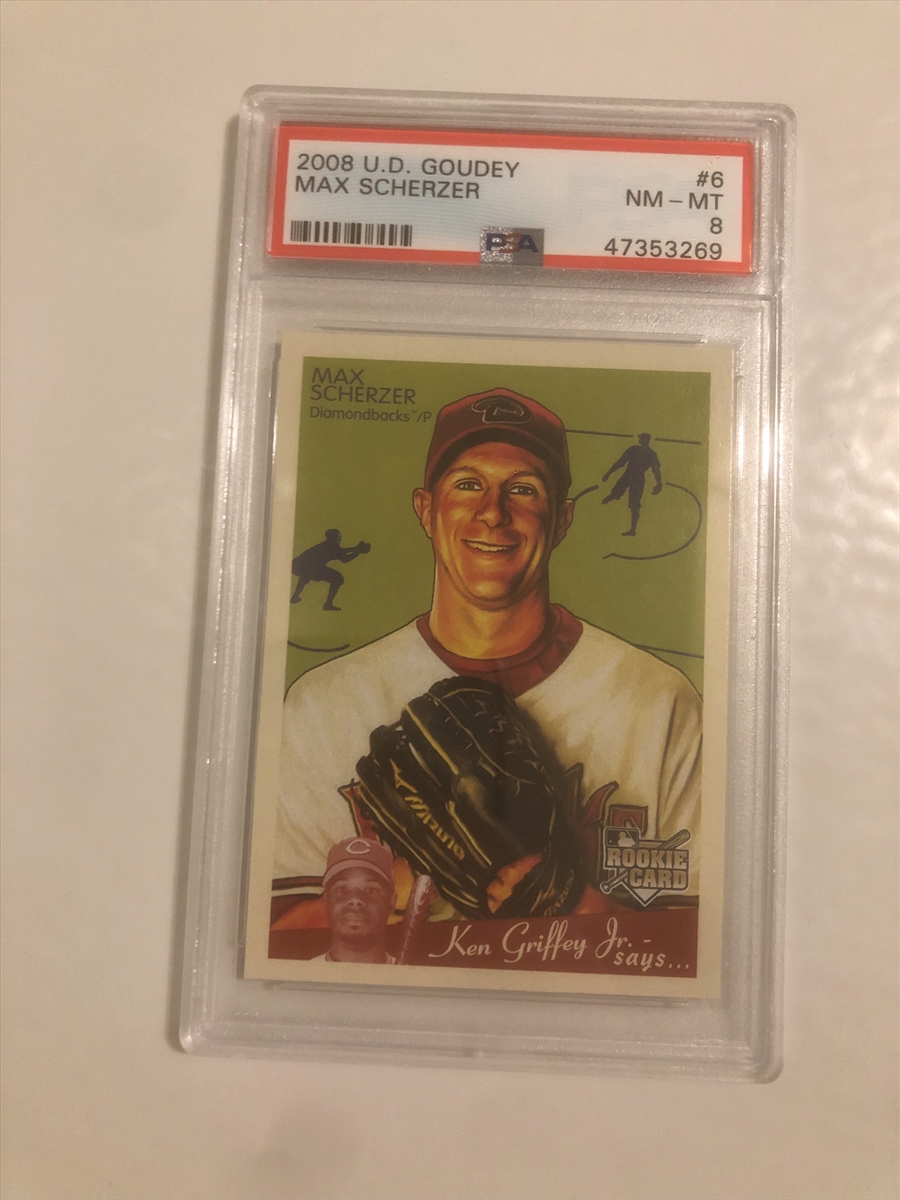 2008 U.D. GOUDEY
MAX SCHERZER
#6
NM – MT
8
PSA
47353269
MAX
SCHERZER
Diamondbacks™/P
MIZUNO
ROOKIE
CARD
C
Ken Griffey Jr. -
says...